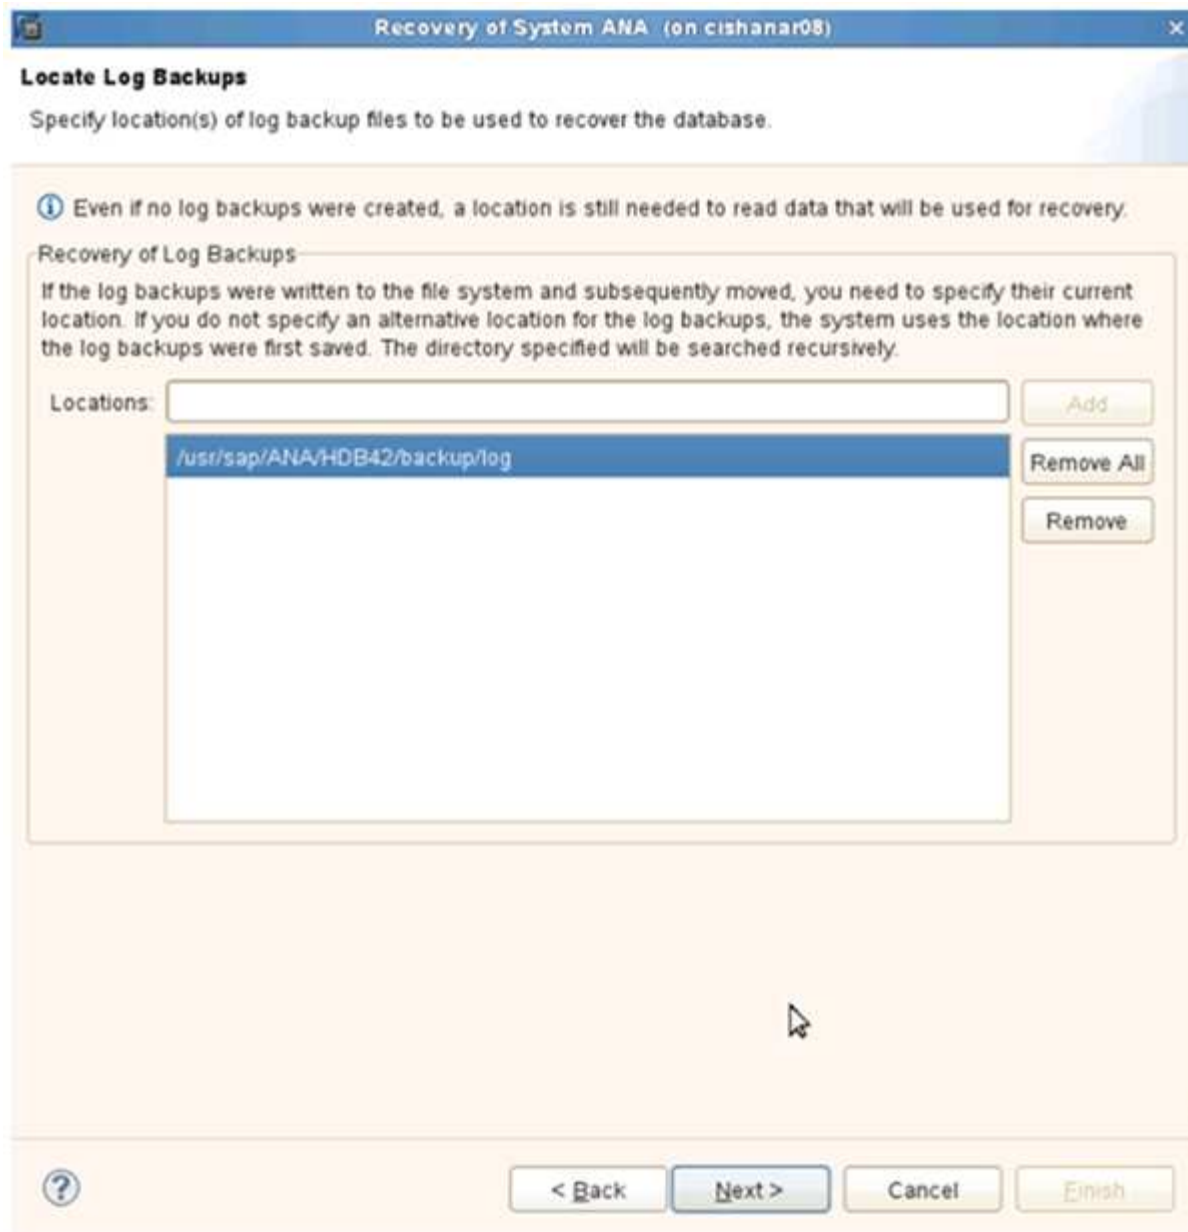 Recovery of System ANA (on cishanar08)
Locate Log Backups
Specify location(s) of log backup files to be used to recover the database.
Even if no log backups were created, a location is still needed to read data that will be used for recovery.
Recovery of Log Backups
If the log backups were written to the file system and subsequently moved, you need to specify their current
location. If you do not specify an alternative location for the log backups, the system uses the location where
the log backups were first saved. The directory specified will be searched recursively.
Locations:
Add
/usr/sap/ANA/HDB42/backup/log
Remove All
Remove
< Back
Next >
Cancel
Finish